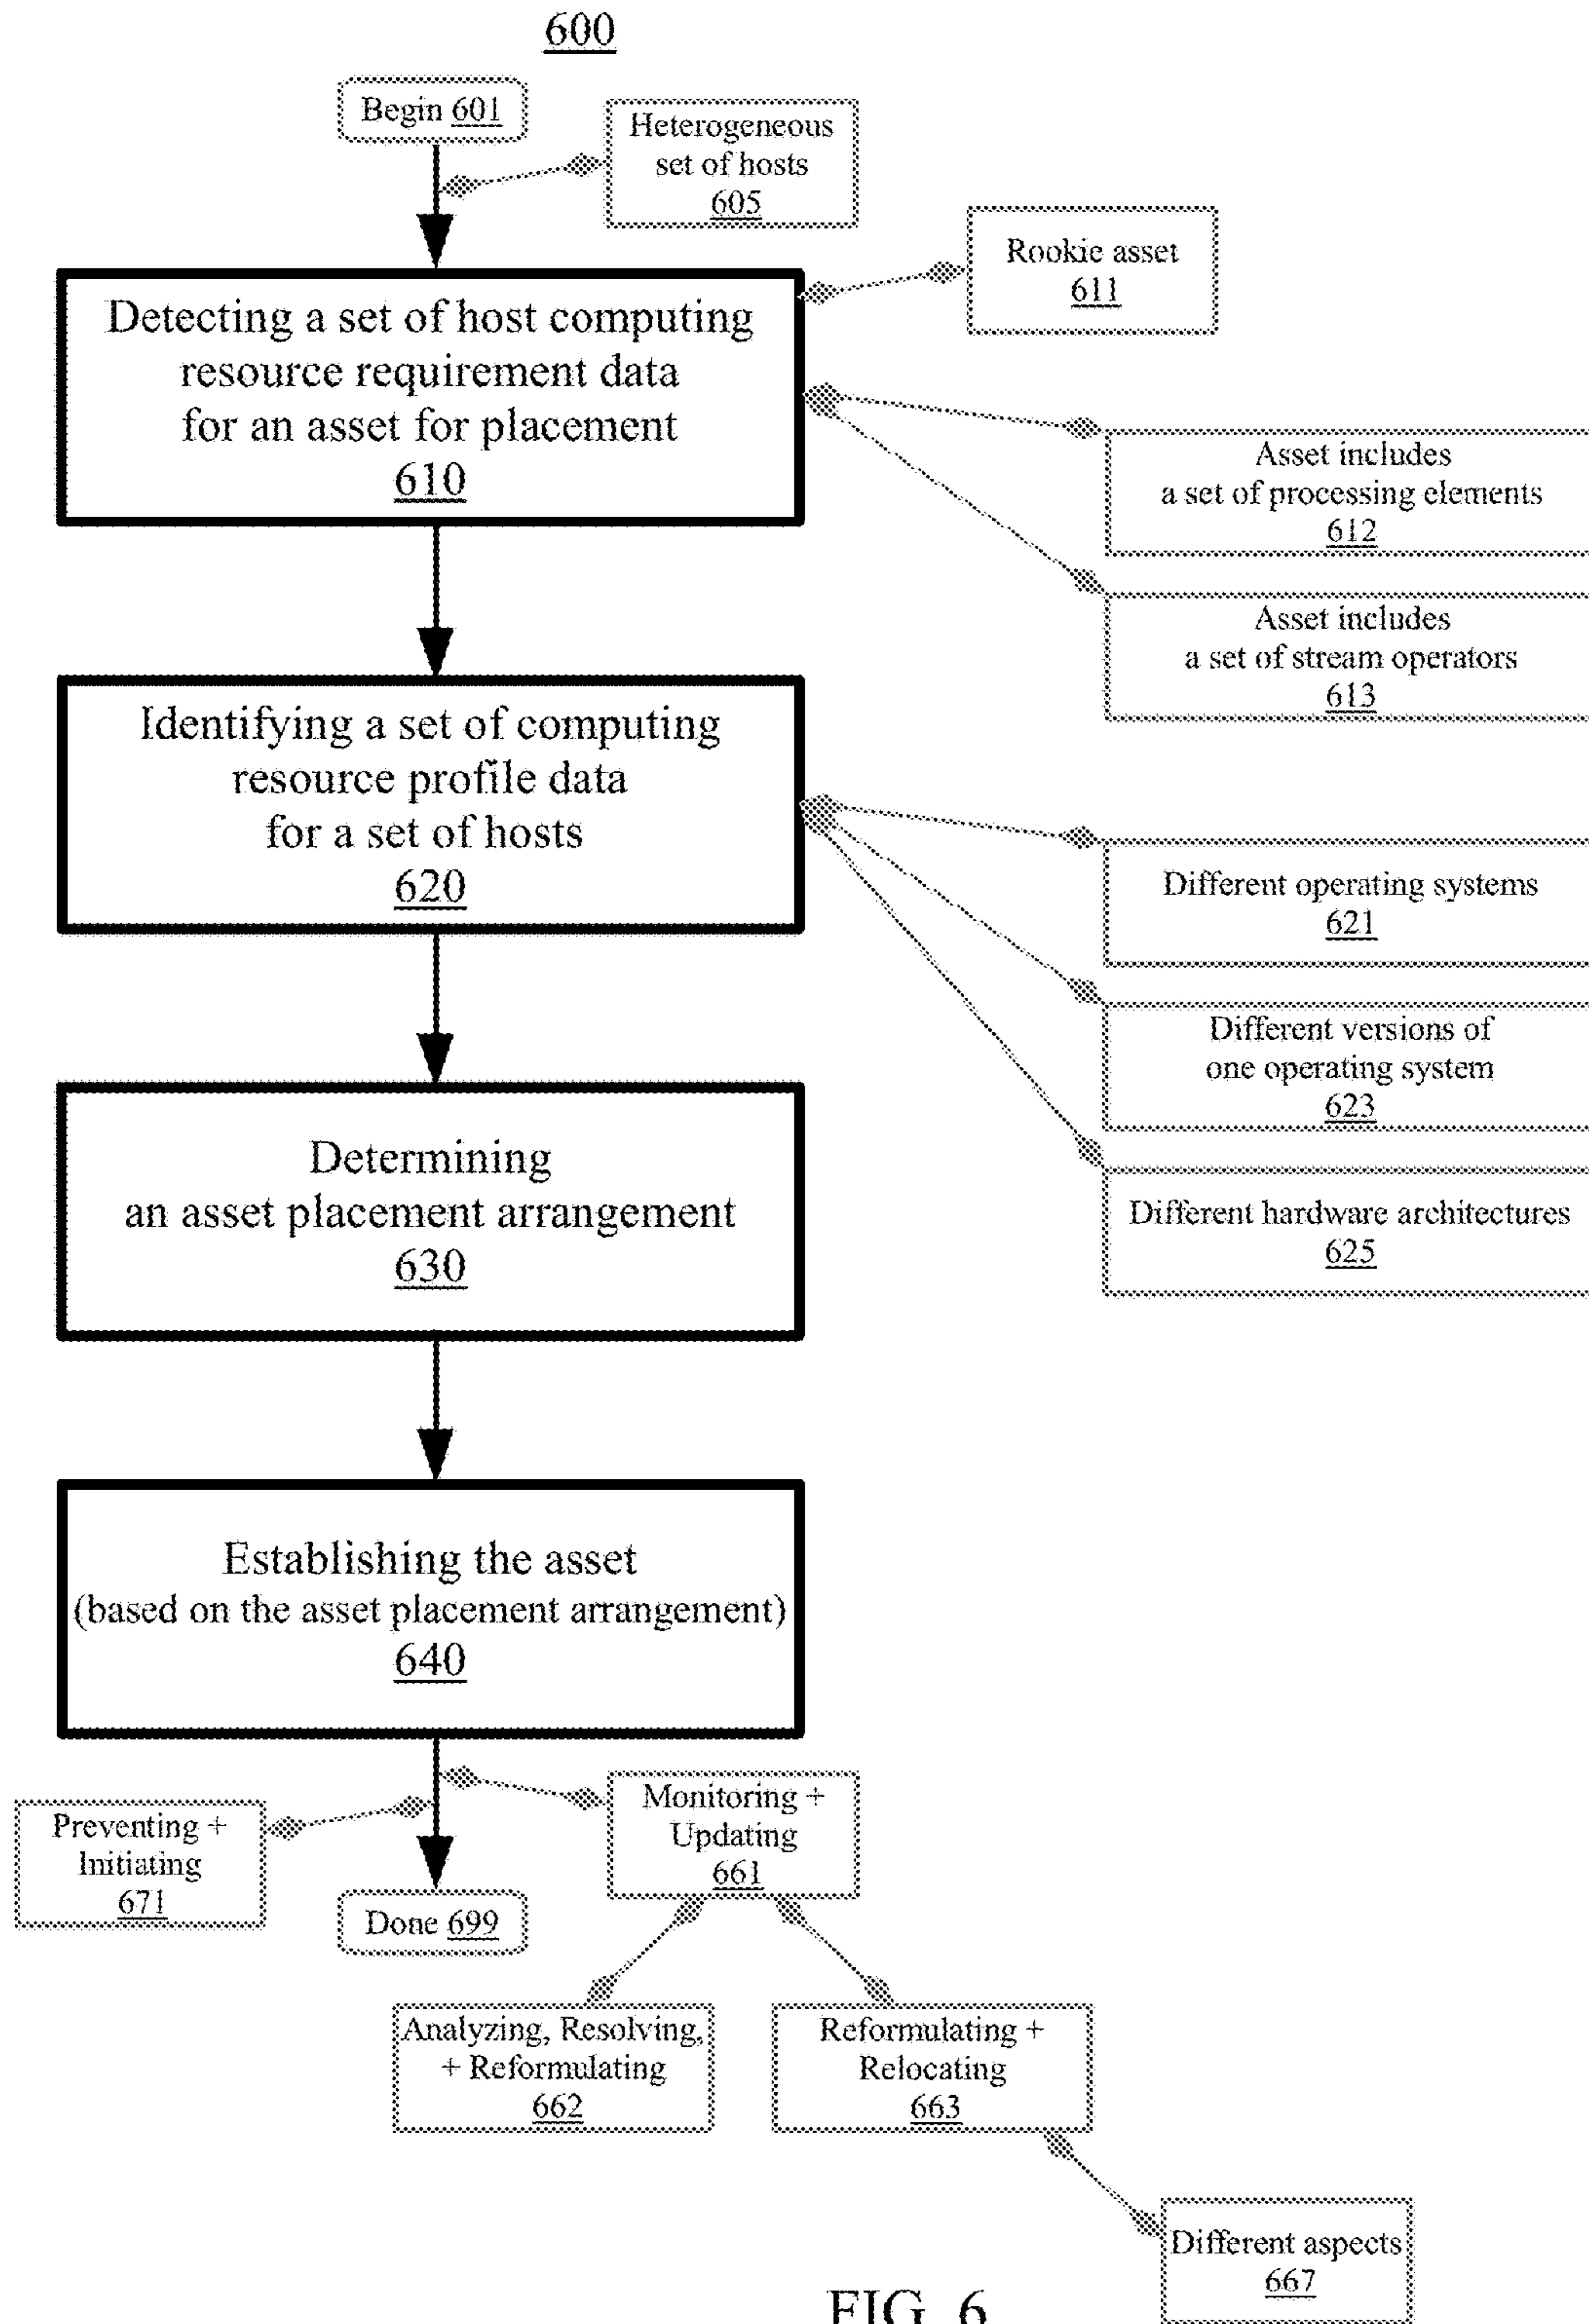 600
Begin 601
Heterogeneous
set of hosts
605
Rookie asset
611
Detecting a set of host computing
resource requirement data
for an asset for placement
610
Asset includes
a set of processing elements
612
Asset includes
a set of stream operators
613
Identifying a set of computing
resource profile data
for a set of hosts
620
Different operating systems
621
Different versions of
one operating system
623
Different hardware architectures
625
Determining
an asset placement arrangement
630
Establishing the asset
(based on the asset placement arrangement)
640
Preventing +
Initiating
671
Monitoring +
Updating
661
Done 699
Analyzing, Resolving,
+ Reformulating
662
Reformulating +
Relocating
663
Different aspects
667
FIG. 6